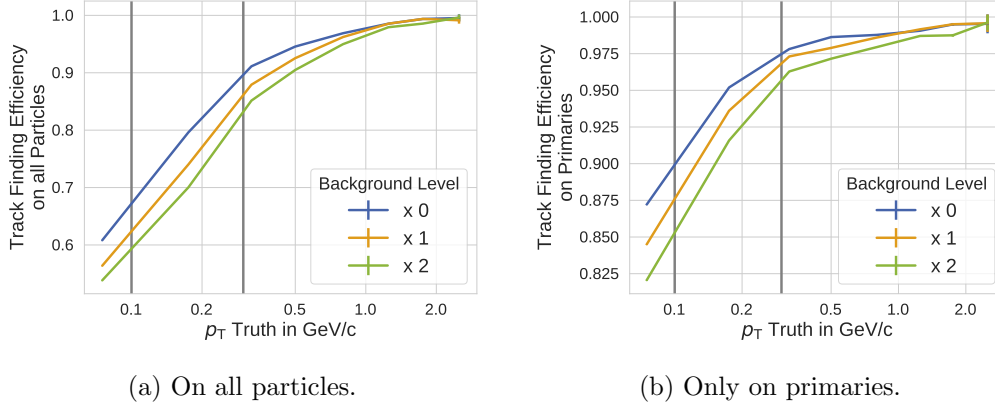 Track Finding Efficiency
on all Particles
1.0
0.9
0.8
0.7
0.6
Background Level
x 0
x 1
x 2
0.1
0.2
0.5
1.0
2.0
pT Truth in GeV/c
(a) On all particles.
Track Finding Efficiency
on Primaries
1.000
0.975
0.950
0.925
0.900
0.875
0.850
0.825
Background Level
x 0
x 1
x 2
0.1
0.2
0.5
1.0
2.0
pT Truth in GeV/c
(b) Only on primaries.